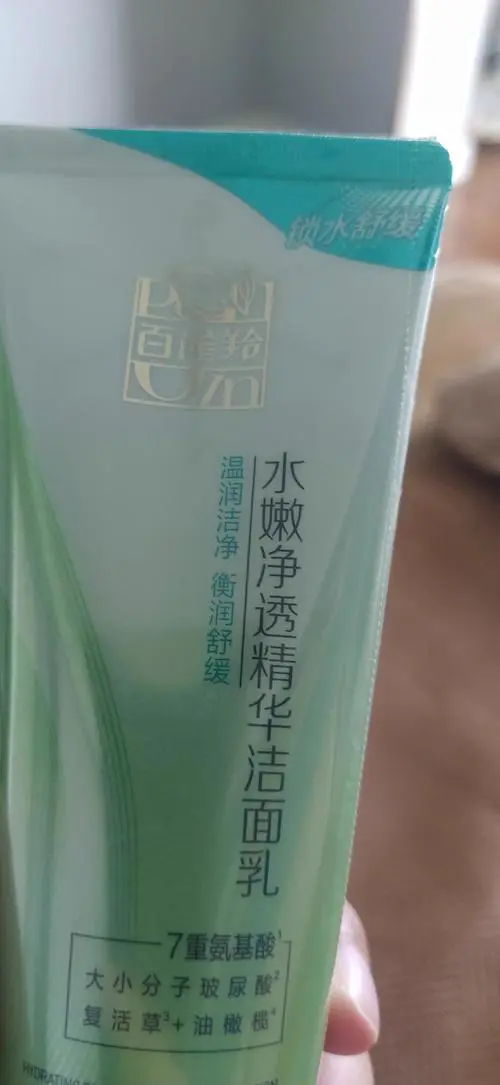 锁水舒缓
百雀羚
水嫩净透精华洁面乳
温润洁净 衡润舒缓
7重氨基酸¹
大小分子玻尿酸²
复活草³+油橄榄⁴